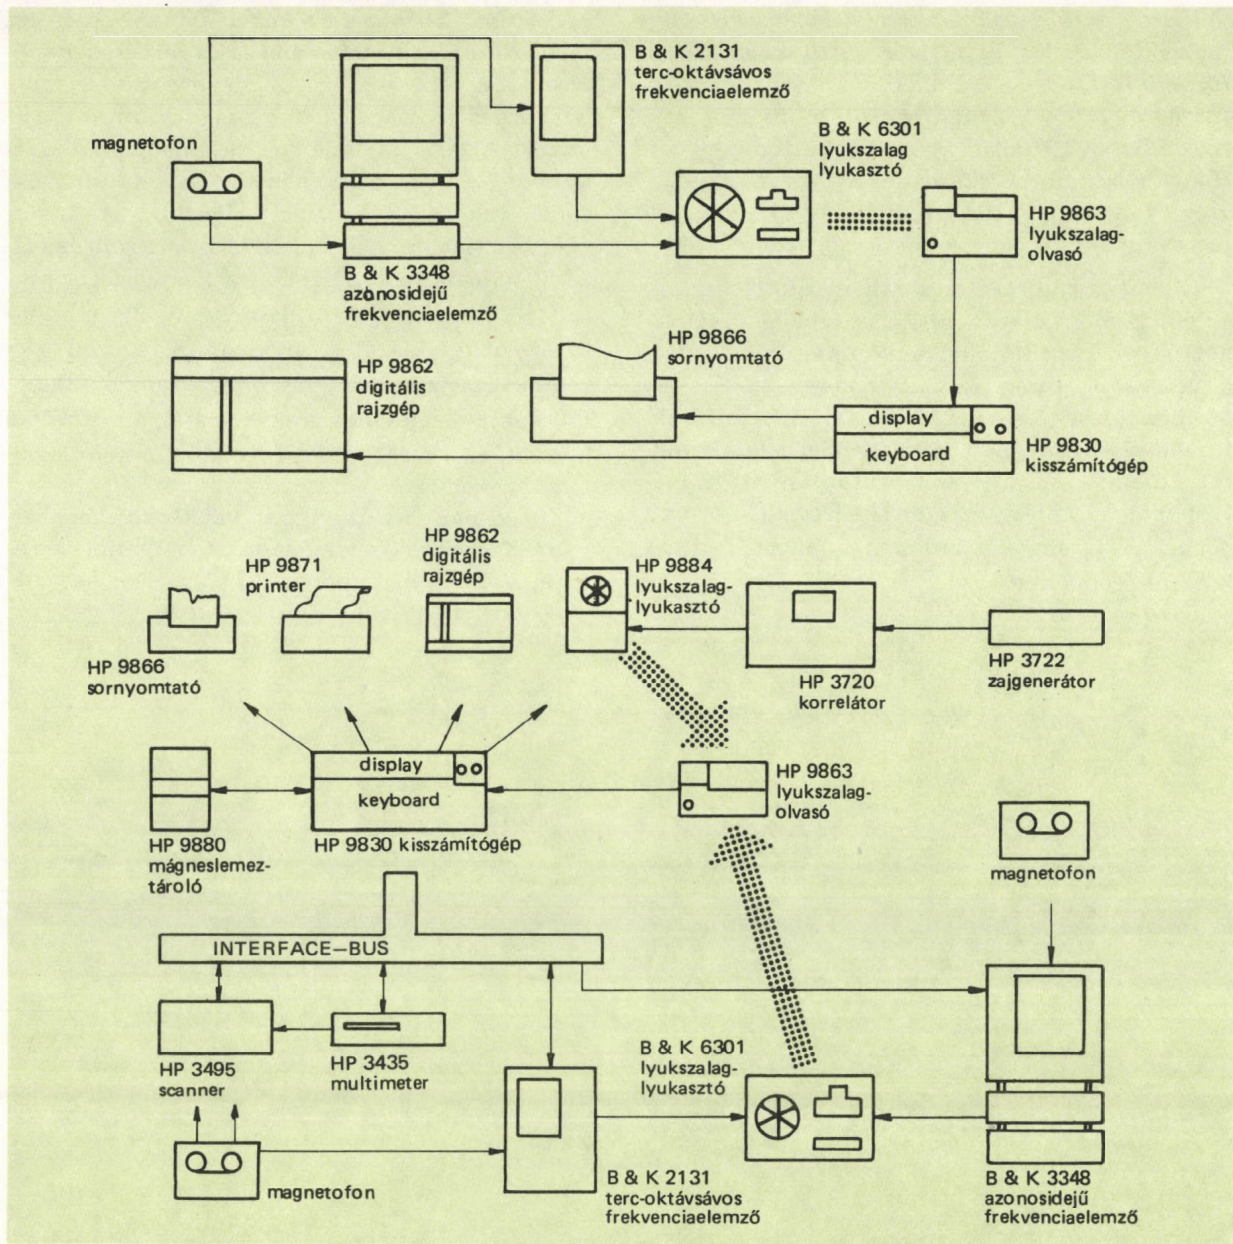 B & K 2131
terc-oktávsávos
frekvenciaelemző
magnetofon
B & K 6301
lyukszalag
lyukasztó
HP 9863
lyukszalag-
olvasó
B & K 3348
azonosidejű
frekvenciaelemző
HP 9866
sornyomtató
HP 9862
digitális
rajzgép
display
keyboard
HP 9830
kisszámítógép
HP 9862
digitális
rajzgép
HP 9871
printer
HP 9884
lyukszalag-
lyukasztó
HP 9866
sornyomtató
HP 3720
korrelátor
HP 3722
zajgenerátor
display
keyboard
HP 9863
lyukszalag-
olvasó
HP 9880
mágneslemez-
tároló
HP 9830 kisszámítógép
magnetofon
INTERFACE–BUS
HP 3495
scanner
HP 3435
multimeter
B & K 6301
lyukszalag-
lyukasztó
magnetofon
B & K 2131
terc-oktávsávos
frekvenciaelemző
B & K 3348
azonosidejű
frekvenciaelemző